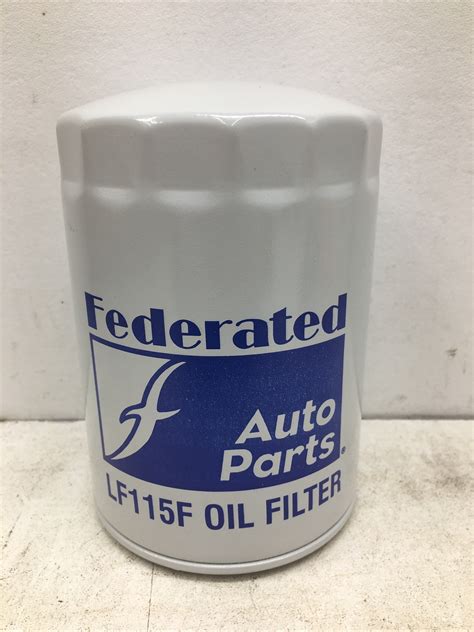 Federated
Auto
Parts®
LF115F OIL FILTER